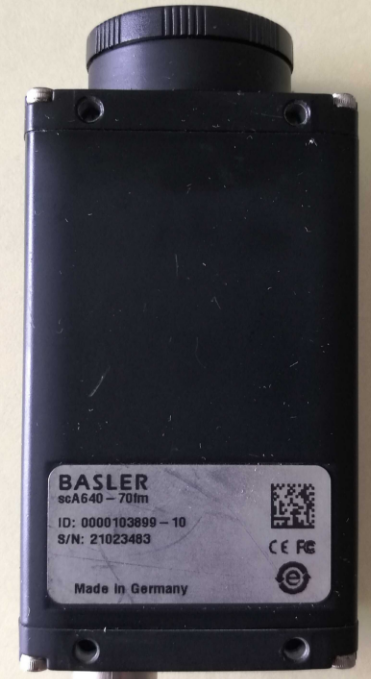 BASLER
scA640-70fm
ID: 0000103899-10
S/N: 21023483
CE FC
Made in Germany